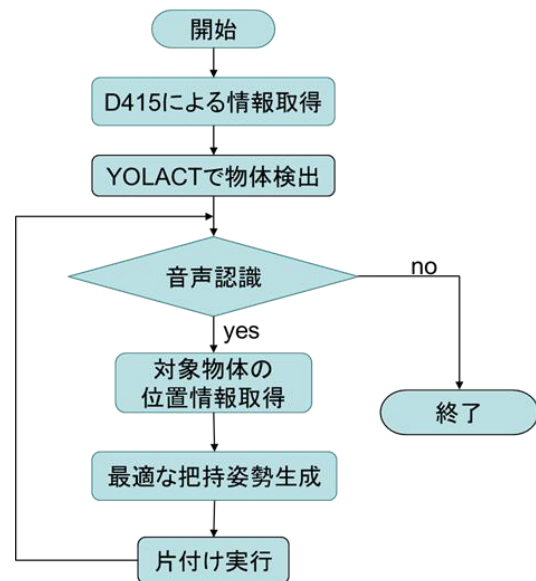 開始
D415による情報取得
YOLACTで物体検出
音声認識
no
yes
対象物体の
位置情報取得
終了
最適な把持姿勢生成
片付け実行